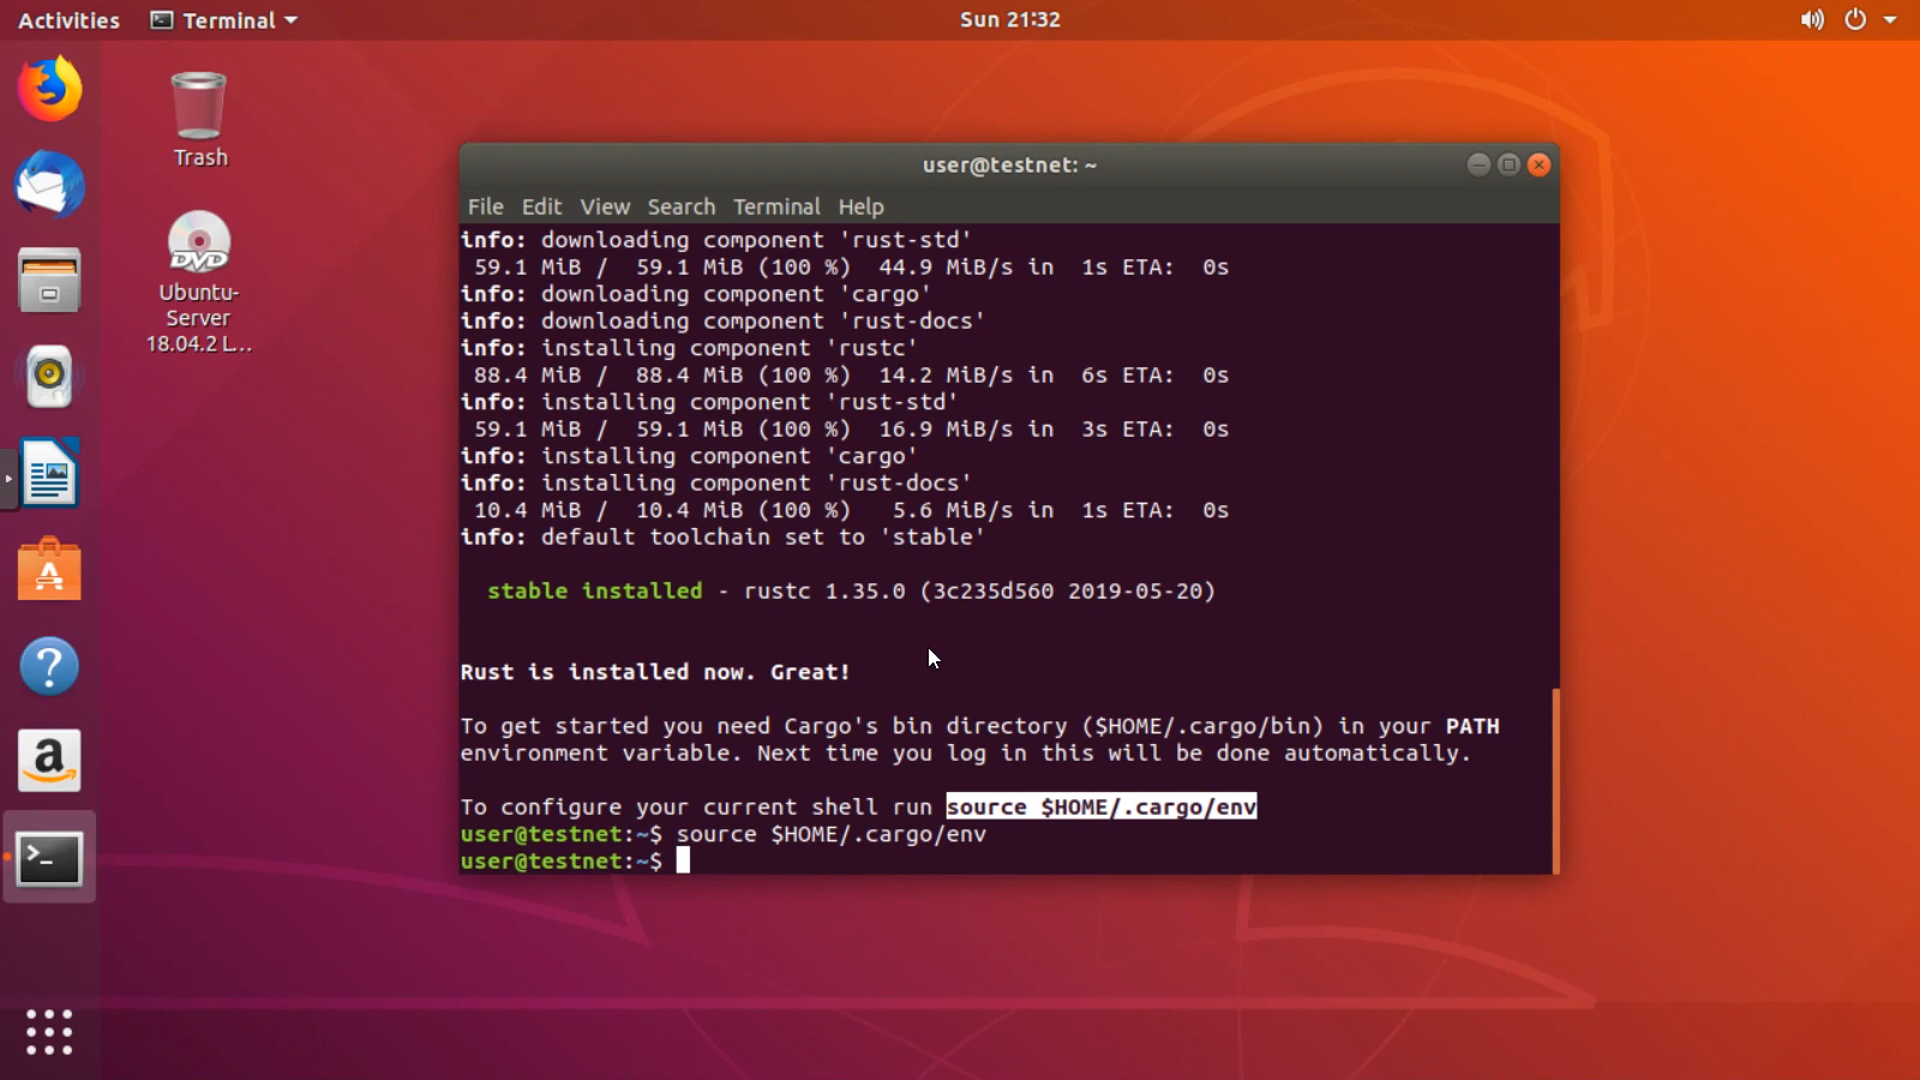 Activities Terminal Sun 21:32
Trash
Ubuntu-
Server
18.04.2 L...
user@testnet: ~
File Edit View Search Terminal Help
info: downloading component 'rust-std'
59.1 MiB / 59.1 MiB (100 %) 44.9 MiB/s in 1s ETA: 0s
info: downloading component 'cargo'
info: downloading component 'rust-docs'
info: installing component 'rustc'
88.4 MiB / 88.4 MiB (100 %) 14.2 MiB/s in 6s ETA: 0s
info: installing component 'rust-std'
59.1 MiB / 59.1 MiB (100 %) 16.9 MiB/s in 3s ETA: 0s
info: installing component 'cargo'
info: installing component 'rust-docs'
10.4 MiB / 10.4 MiB (100 %) 5.6 MiB/s in 1s ETA: 0s
info: default toolchain set to 'stable'
stable installed - rustc 1.35.0 (3c235d560 2019-05-20)
Rust is installed now. Great!
To get started you need Cargo's bin directory ($HOME/.cargo/bin) in your PATH
environment variable. Next time you log in this will be done automatically.
To configure your current shell run source $HOME/.cargo/env
user@testnet:~$ source $HOME/.cargo/env
user@testnet:~$
DVD
a
>_